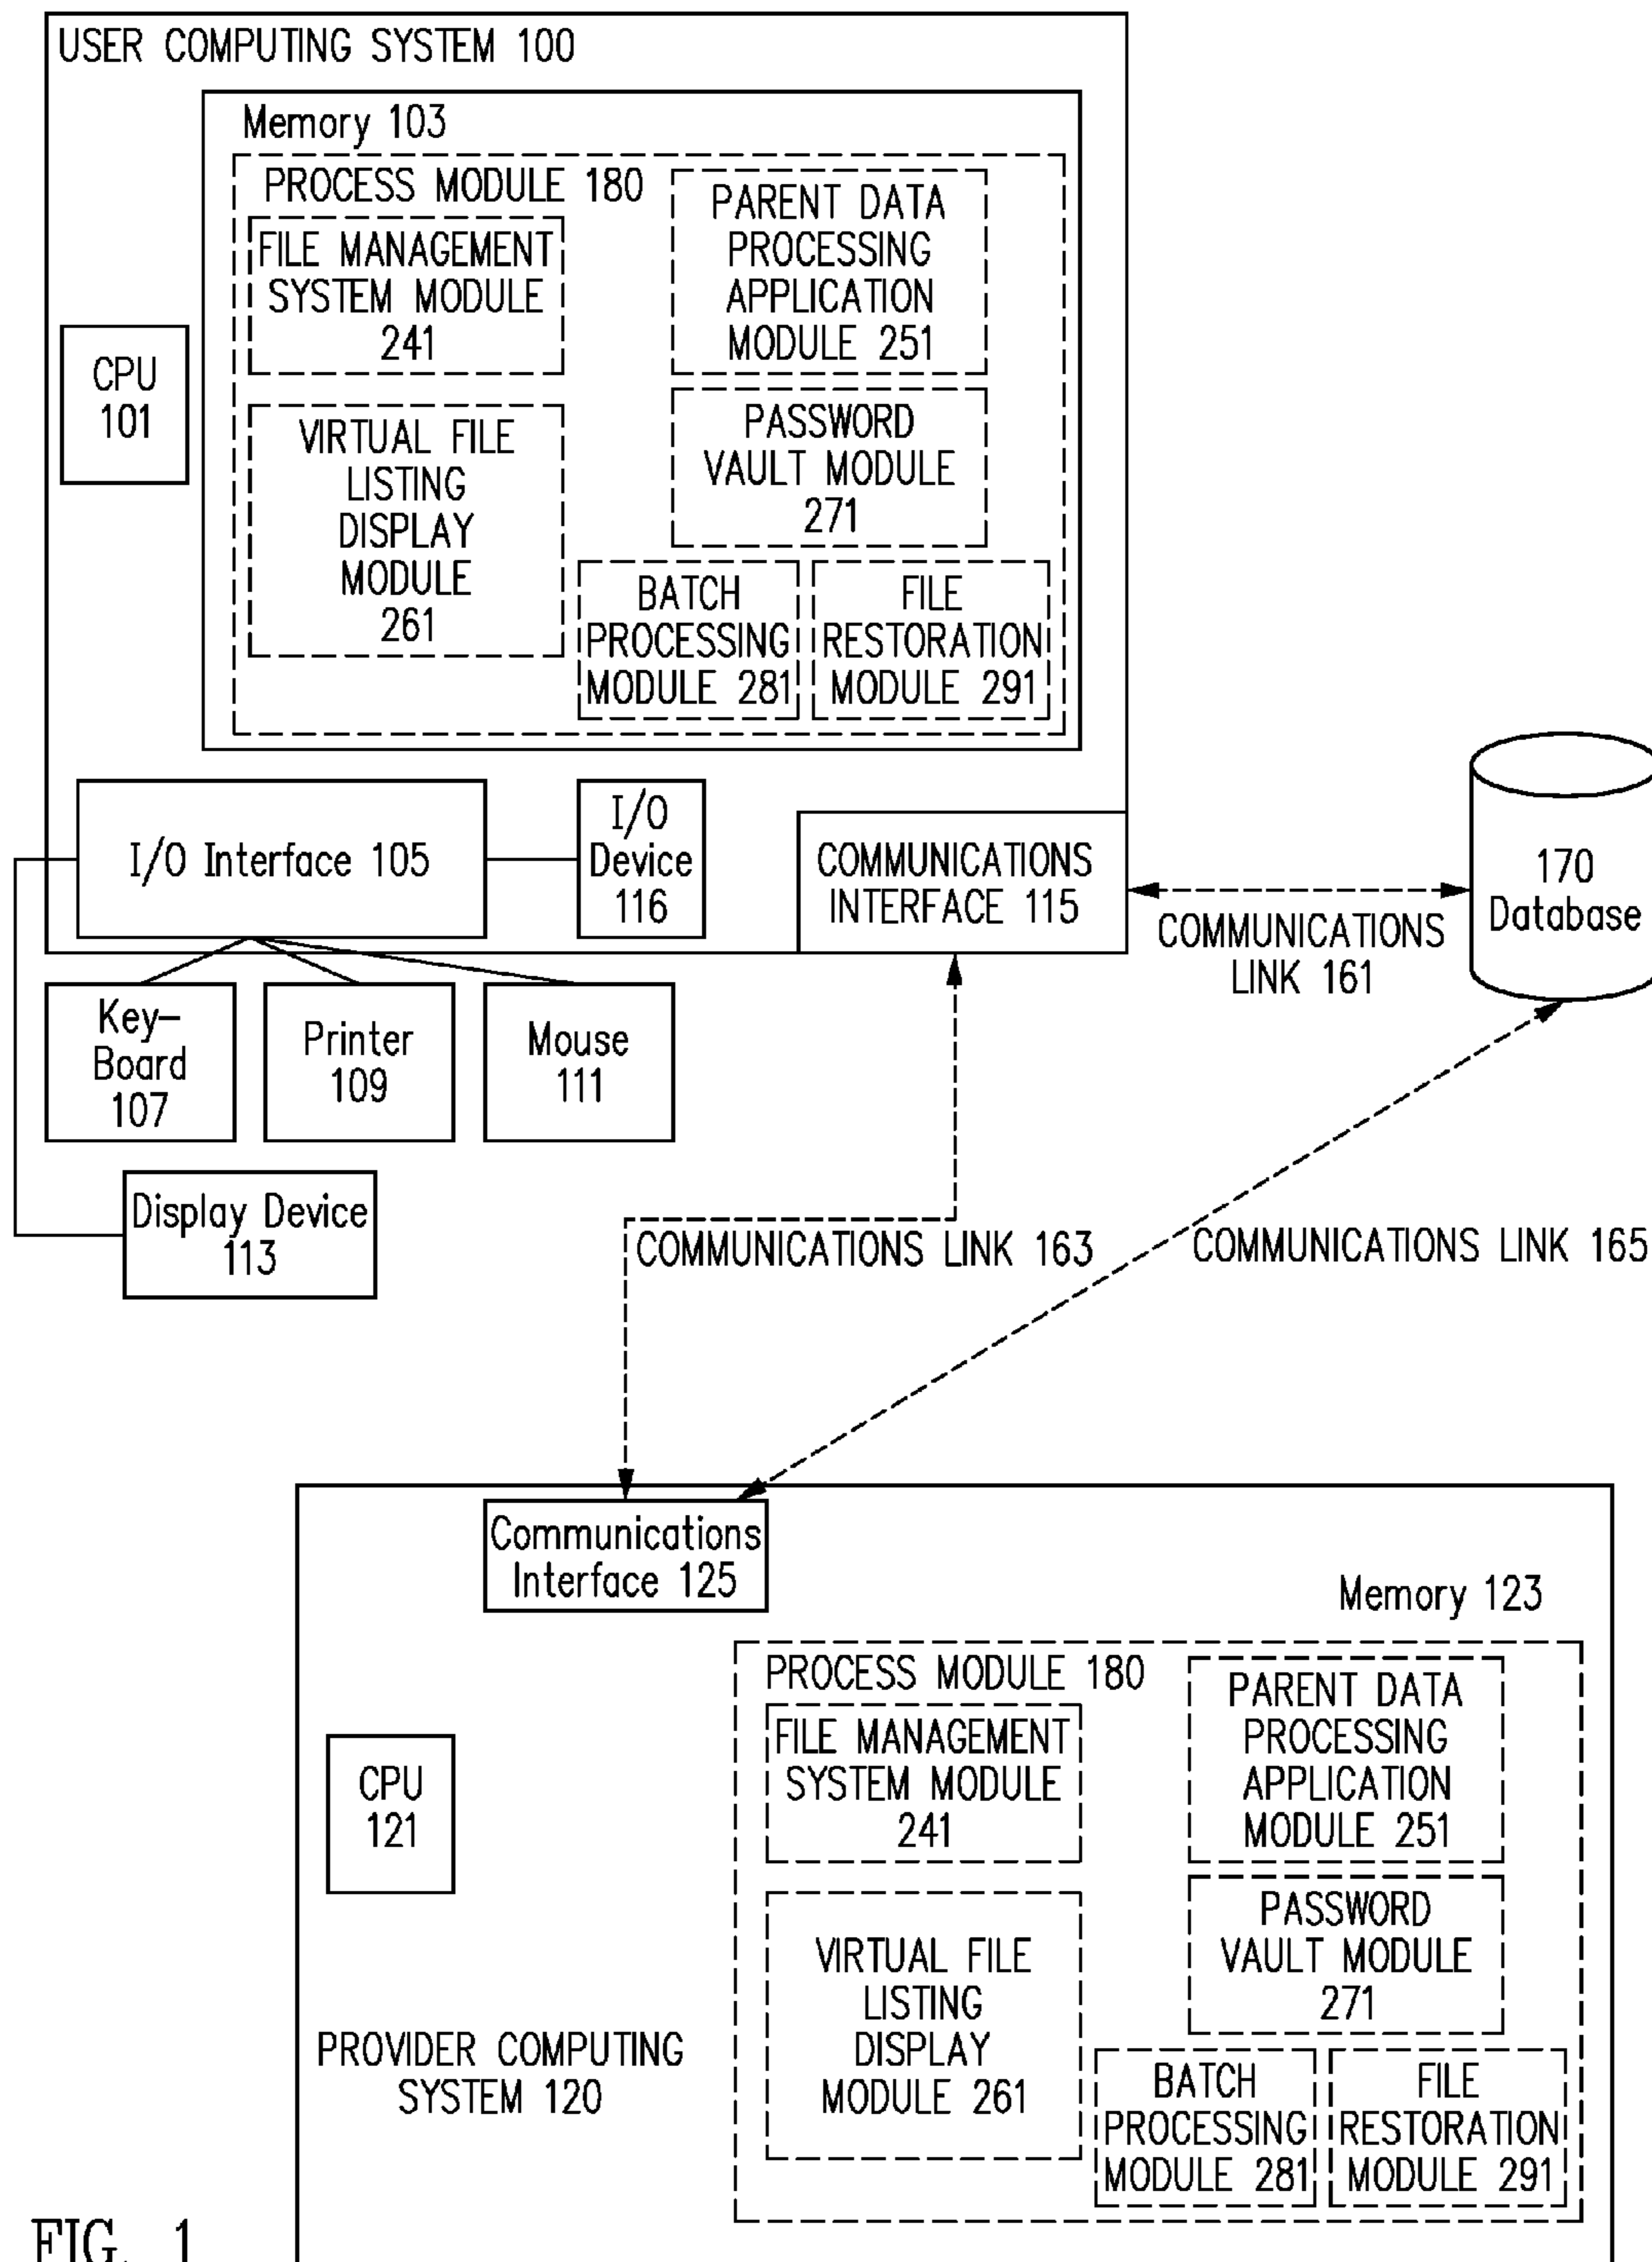 USER COMPUTING SYSTEM 100
Memory 103
PROCESS MODULE 180
FILE MANAGEMENT
SYSTEM MODULE
241
PARENT DATA
PROCESSING
APPLICATION
MODULE 251
CPU
101
VIRTUAL FILE
LISTING
DISPLAY
MODULE
261
PASSWORD
VAULT MODULE
271
BATCH
PROCESSING
MODULE 281
FILE
RESTORATION
MODULE 291
I/O Interface 105
I/O
Device
116
COMMUNICATIONS
INTERFACE 115
COMMUNICATIONS
LINK 161
170
Database
Key-
Board
107
Printer
109
Mouse
111
Display Device
113
COMMUNICATIONS LINK 163
COMMUNICATIONS LINK 165
Communications
Interface 125
Memory 123
PROCESS MODULE 180
FILE MANAGEMENT
SYSTEM MODULE
241
PARENT DATA
PROCESSING
APPLICATION
MODULE 251
CPU
121
VIRTUAL FILE
LISTING
DISPLAY
MODULE 261
PASSWORD
VAULT MODULE
271
PROVIDER COMPUTING
SYSTEM 120
BATCH
PROCESSING
MODULE 281
FILE
RESTORATION
MODULE 291
FIG. 1